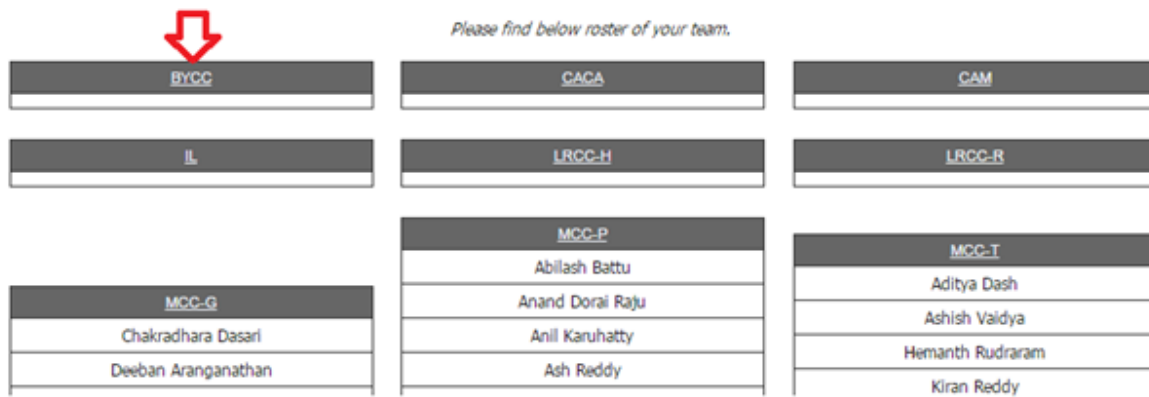 Please find below roster of your team.
BYCC
CACA
CAM
IL
LRCC-H
LRCC-R
MCC-G
Chakradhara Dasari
Deeban Aranganathan
MCC-P
Abilash Battu
Anand Dorai Raju
Anil Karuhatty
Ash Reddy
MCC-T
Aditya Dash
Ashish Vaidya
Hemanth Rudraram
Kiran Reddy